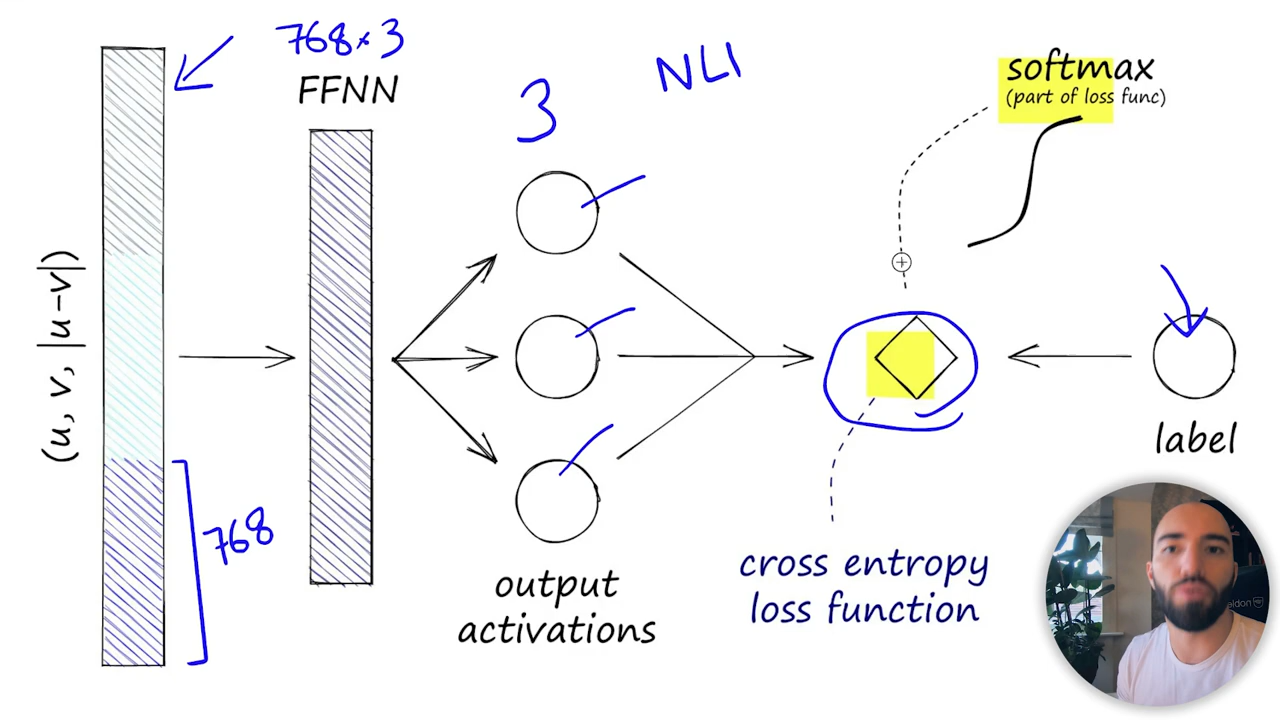 768×3
FFNN
3
NLI
softmax
(part of loss func)
(u, v, |u-v|)
768
output
activations
cross entropy
loss function
label